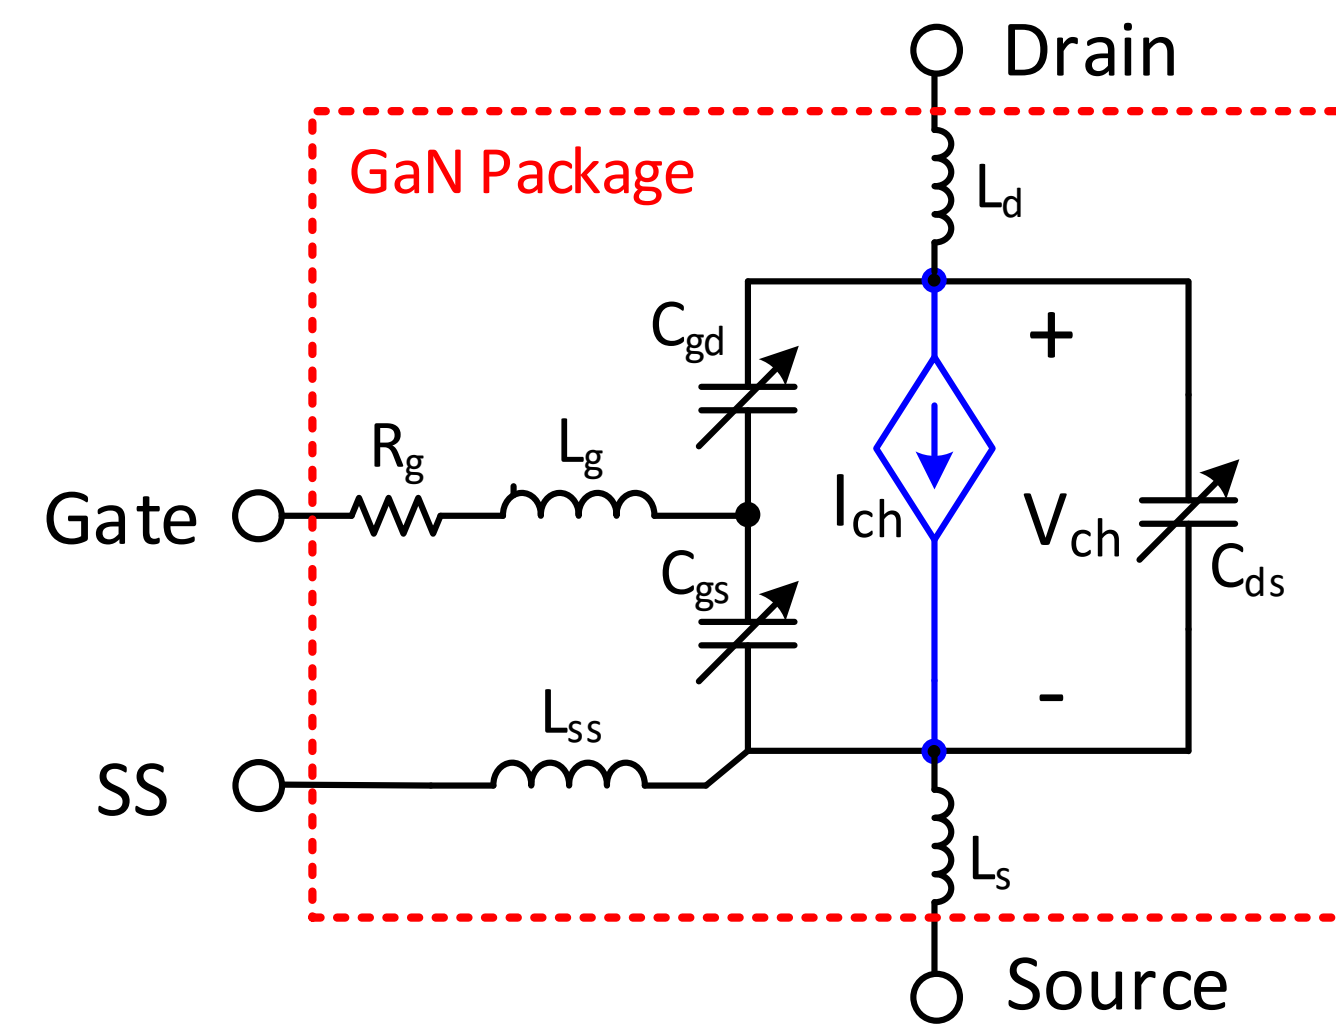 Drain
GaN Package
Ld
Cgd
+
Rg
Lg
Gate
Ich
Vch
Cgs
Cds
Lss
-
SS
Ls
Source